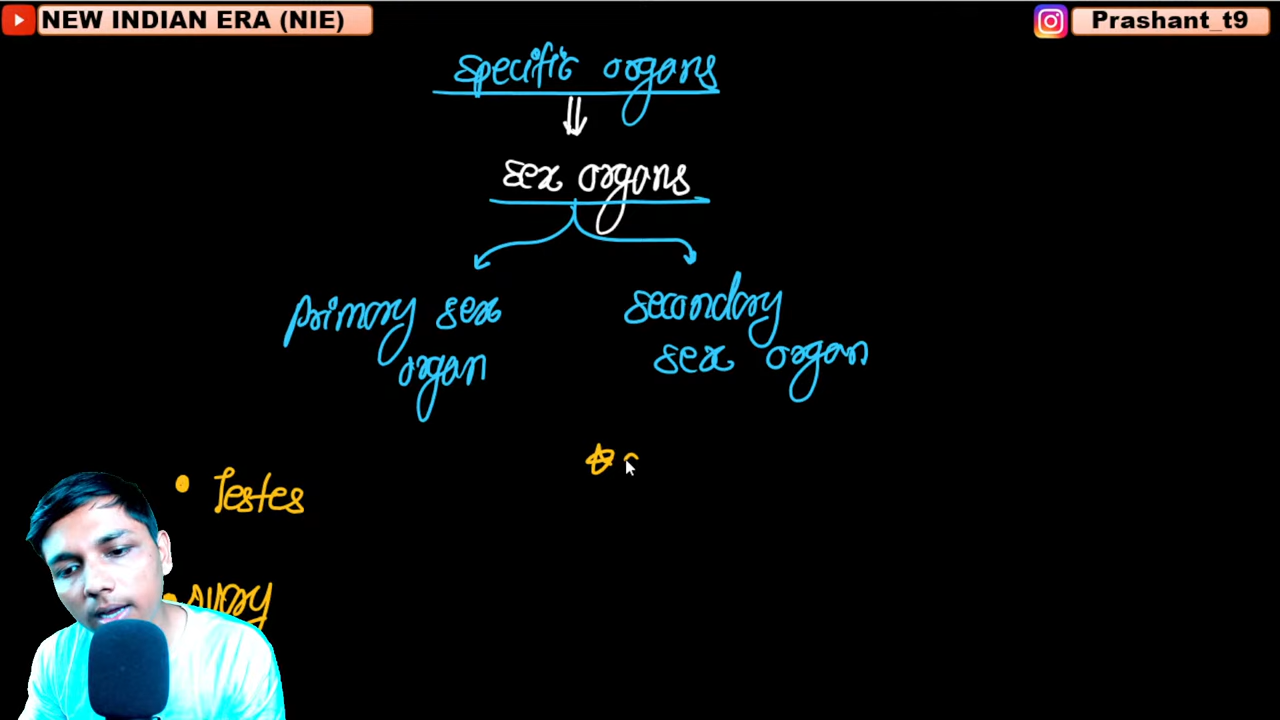 NEW INDIAN ERA (NIE)
Prashant_t9
specific organs
sex organs
primary sex
organ
secondary
sex organ
Testes
ovary